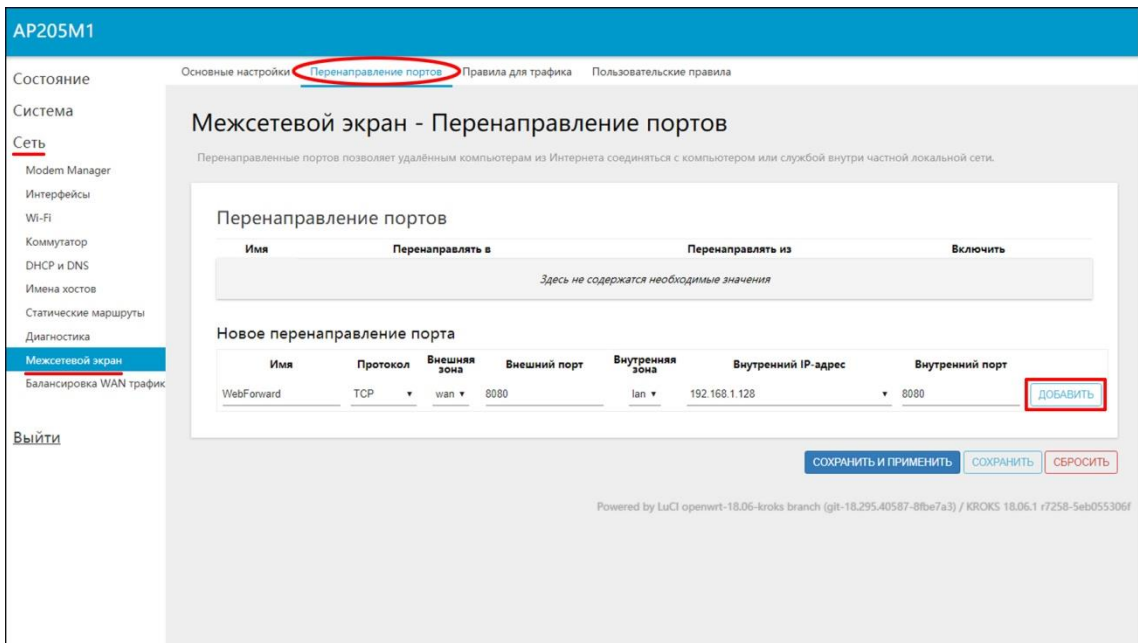 AP205M1
Состояние
Система
Сеть
Modem Manager
Интерфейсы
Wi-Fi
Коммутатор
DHCP и DNS
Имена хостов
Статические маршруты
Диагностика
Межсетевой экран
Балансировка WAN трафик
Выйти
Основные настройки Перенаправление портов Правила для трафика Пользовательские правила
Межсетевой экран - Перенаправление портов
Перенаправленные портов позволяет удалённым компьютерам из Интернета соединяться с компьютером или службой внутри частной локальной сети.
Перенаправление портов
Имя Перенаправлять в Перенаправлять из Включить
Здесь не содержатся необходимые значения
Новое перенаправление порта
Имя Протокол Внешняя зона Внешний порт Внутренняя зона Внутренний IP-адрес Внутренний порт
WebForward TCP wan 8080 lan 192.168.1.128 8080 ДОБАВИТЬ
СОХРАНИТЬ И ПРИМЕНИТЬ СОХРАНИТЬ СБРОСИТЬ
Powered by LuCI openwrt-18.06-kroks branch (git-18.295.40587-8fbe7a3) / KROKS 18.06.1 r7258-5eb055306f